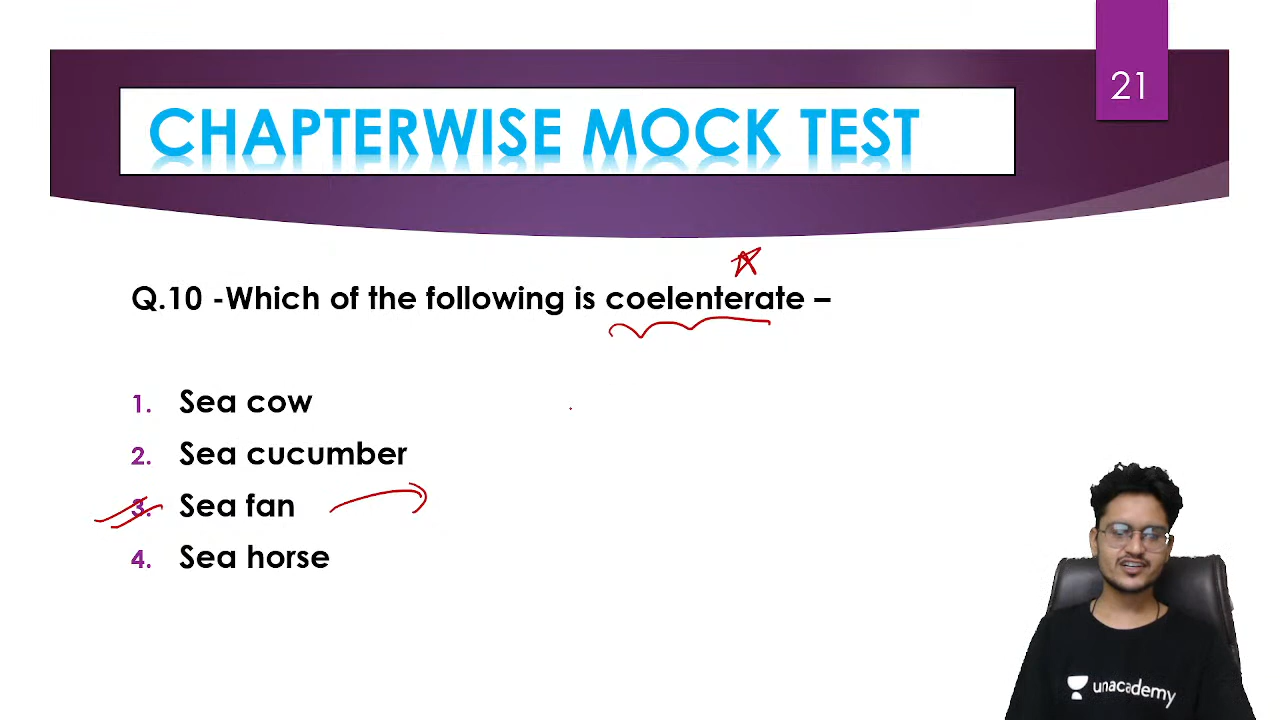 21
CHAPTERWISE MOCK TEST
Q.10 -Which of the following is coelenterate –
1. Sea cow
2. Sea cucumber
3. Sea fan
4. Sea horse
unacademy